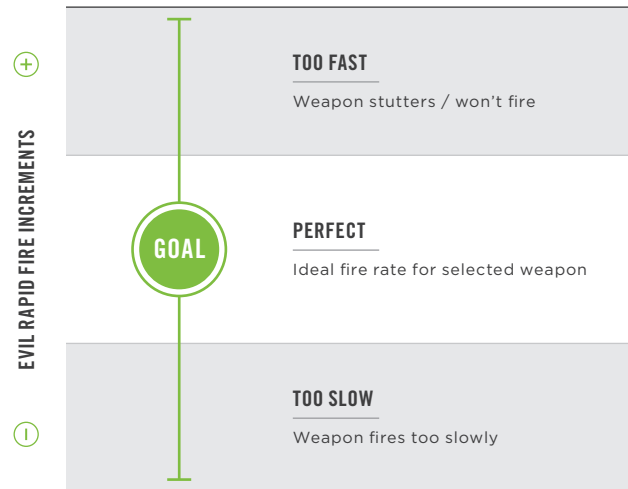 +
TOO FAST
Weapon stutters / won’t fire
EVIL RAPID FIRE INCREMENTS
GOAL
PERFECT
Ideal fire rate for selected weapon
TOO SLOW
Weapon fires too slowly